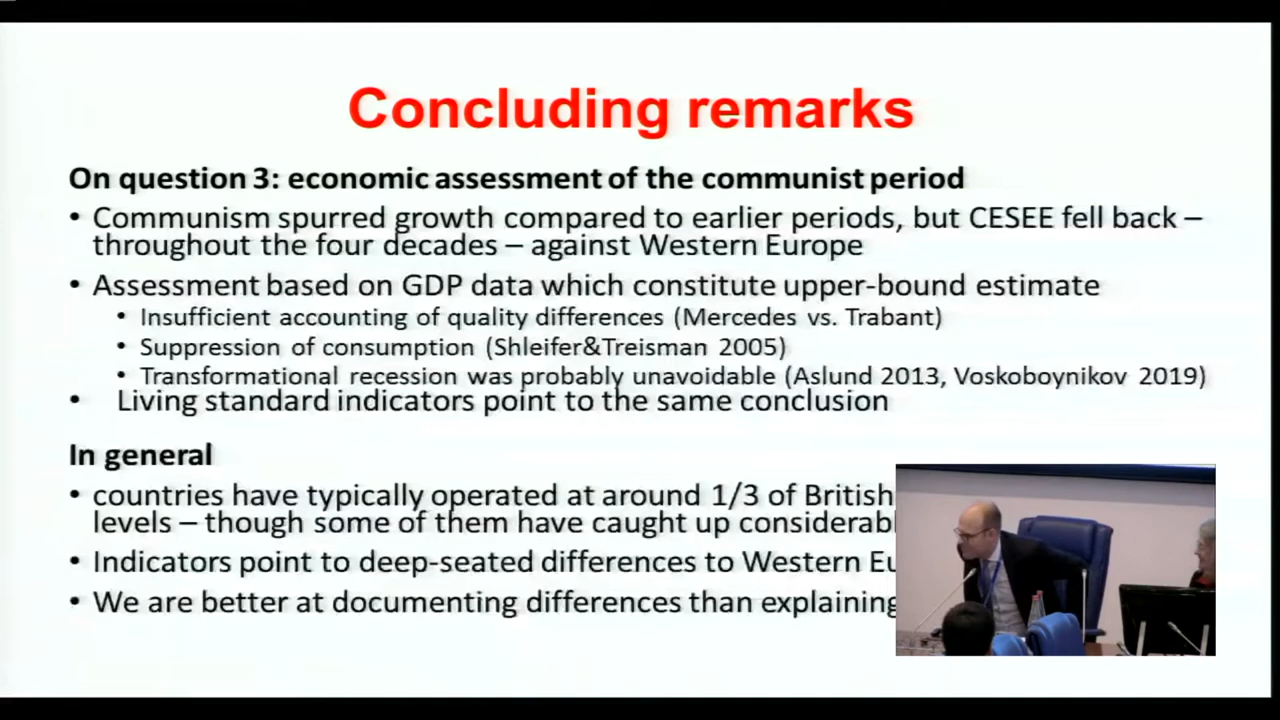 Concluding remarks
On question 3: economic assessment of the communist period
• Communism spurred growth compared to earlier periods, but CESEE fell back –
throughout the four decades – against Western Europe
• Assessment based on GDP data which constitute upper-bound estimate
• Insufficient accounting of quality differences (Mercedes vs. Trabant)
• Suppression of consumption (Shleifer&Treisman 2005)
• Transformational recession was probably unavoidable (Aslund 2013, Voskoboynikov 2019)
• Living standard indicators point to the same conclusion
In general
• countries have typically operated at around 1/3 of British
levels – though some of them have caught up
• Indicators point to deep-seated differences to Western
• We are better at documenting differences than explaining